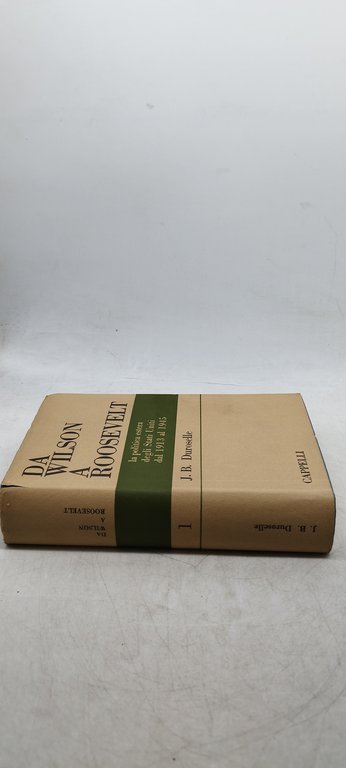 DA
WILSON
A
ROOSEVELT
la politica estera
degli Stati Uniti
dal 1913 al 1945
J. B. Duroselle
CAPPELLI
DA
WILSON
A
ROOSEVELT
1
J. B. Duroselle